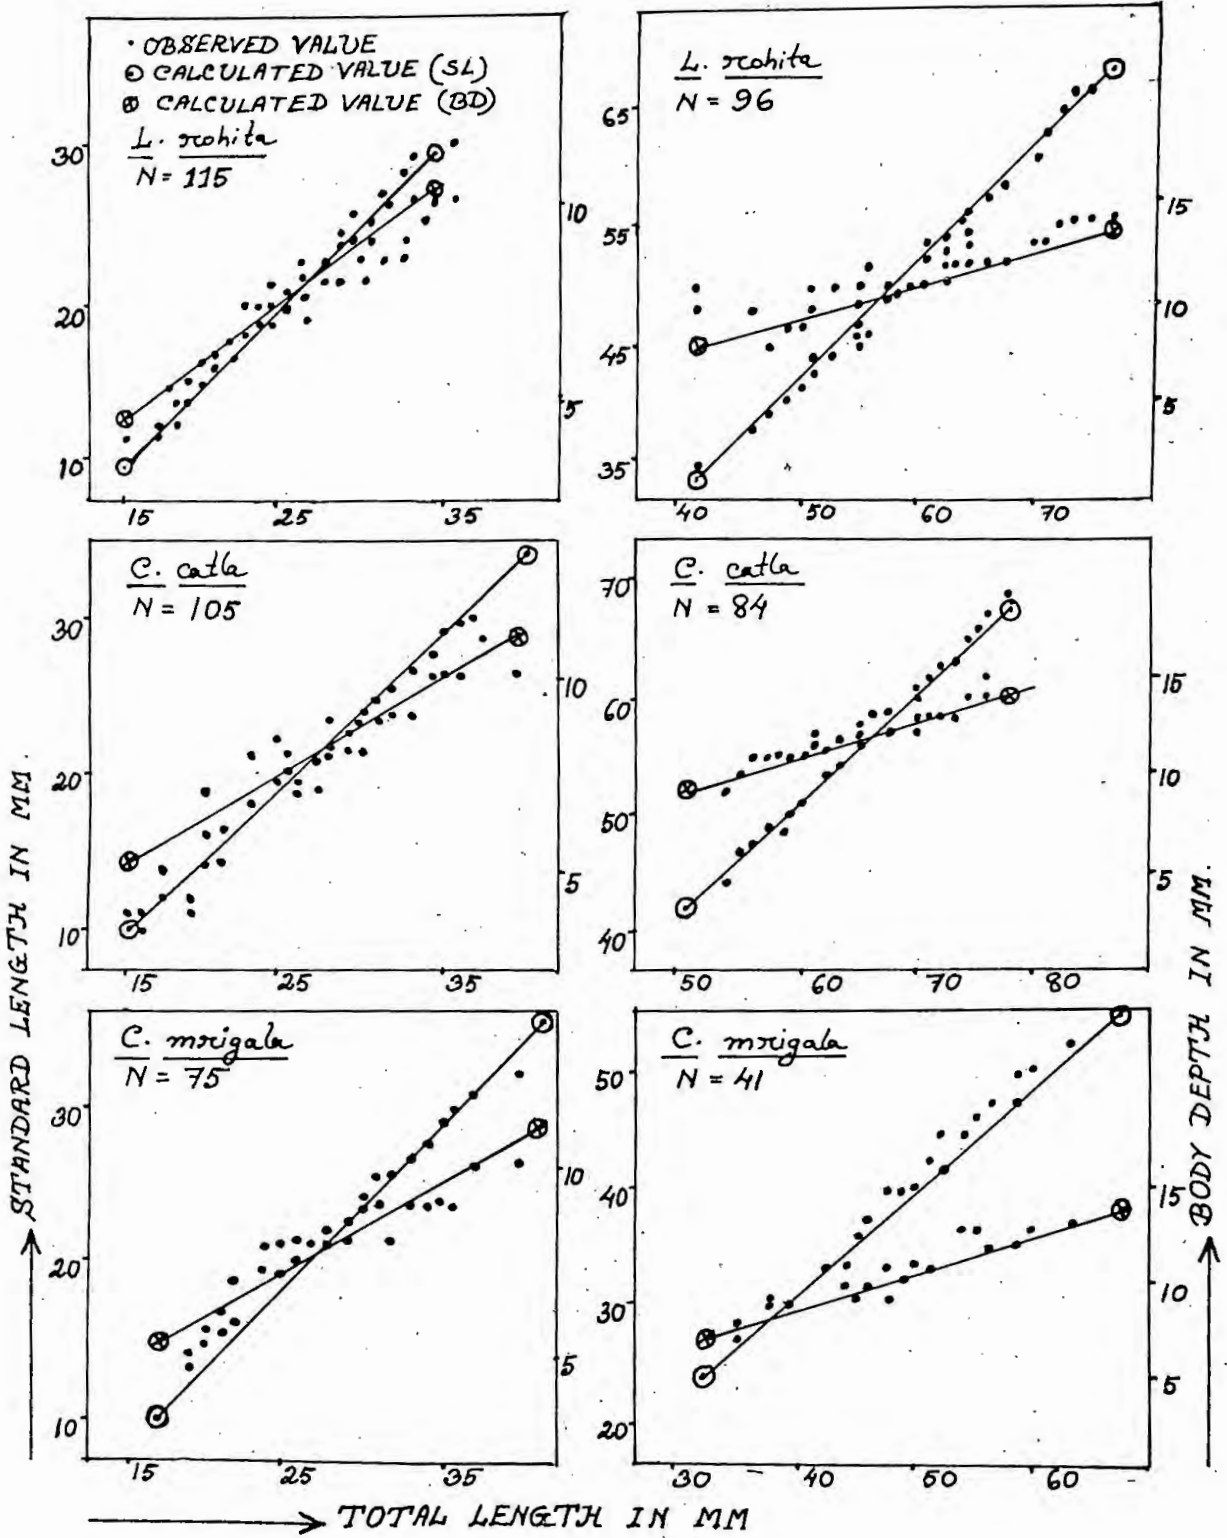 • OBSERVED VALUE
⊙ CALCULATED VALUE (SL)
⊗ CALCULATED VALUE (BD)
L. rohita
N = 115
30
20
10
10
5
15 25 35
L. rohita
N = 96
65
55
45
35
15
10
5
40 50 60 70
C. catla
N = 105
30
20
10
10
5
15 25 35
C. catla
N = 84
70
60
50
40
15
10
5
50 60 70 80
C. mrigala
N = 75
30
20
10
10
5
15 25 35
C. mrigala
N = 41
50
40
30
20
15
10
5
30 40 50 60
STANDARD LENGTH IN MM.
BODY DEPTH IN MM.
TOTAL LENGTH IN MM